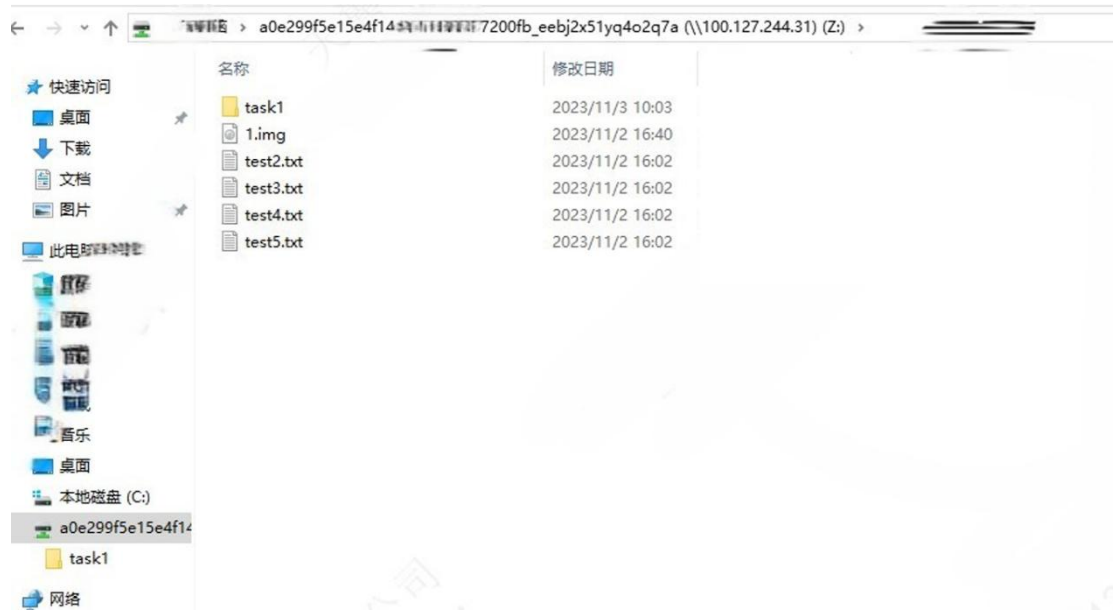 a0e299f5e15e4f14 7200fb_eebj2x51yq4o2q7a (\\100.127.244.31) (Z:)
名称 修改日期
快速访问
桌面
下载
文档
图片
此电
音乐
桌面
本地磁盘 (C:)
a0e299f5e15e4f14
task1
网络
task1 2023/11/3 10:03
1.img 2023/11/2 16:40
test2.txt 2023/11/2 16:02
test3.txt 2023/11/2 16:02
test4.txt 2023/11/2 16:02
test5.txt 2023/11/2 16:02